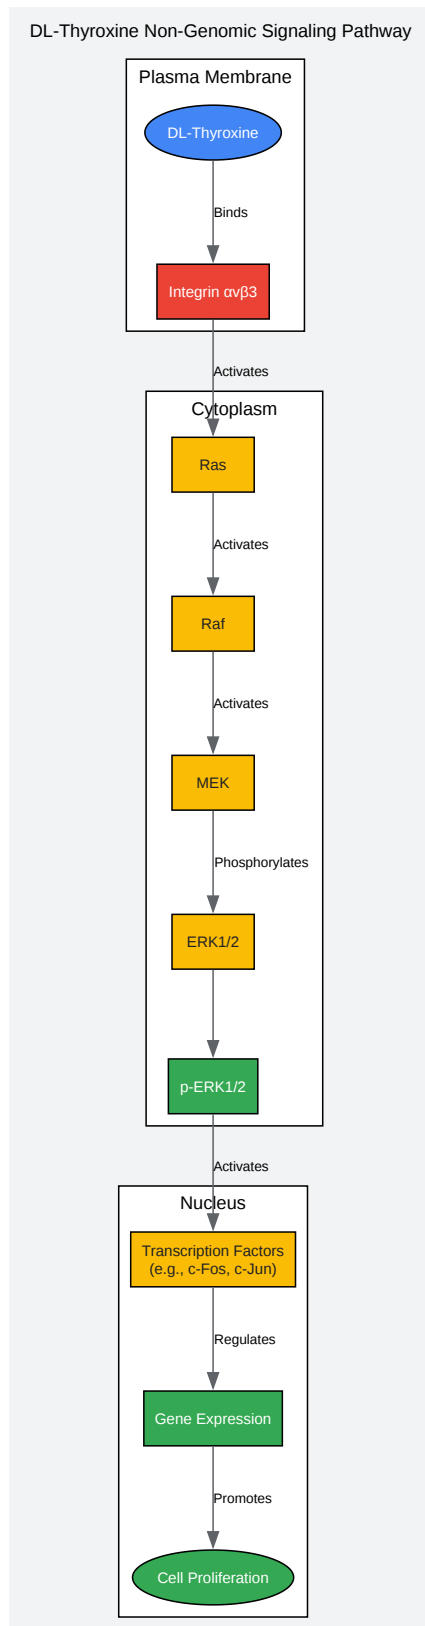 DL-Thyroxine Non-Genomic Signaling Pathway
Plasma Membrane
DL-Thyroxine
Binds
Integrin αvβ3
Activates
Cytoplasm
Ras
Activates
Raf
Activates
MEK
Phosphorylates
ERK1/2
p-ERK1/2
Activates
Nucleus
Transcription Factors
(e.g., c-Fos, c-Jun)
Regulates
Gene Expression
Promotes
Cell Proliferation